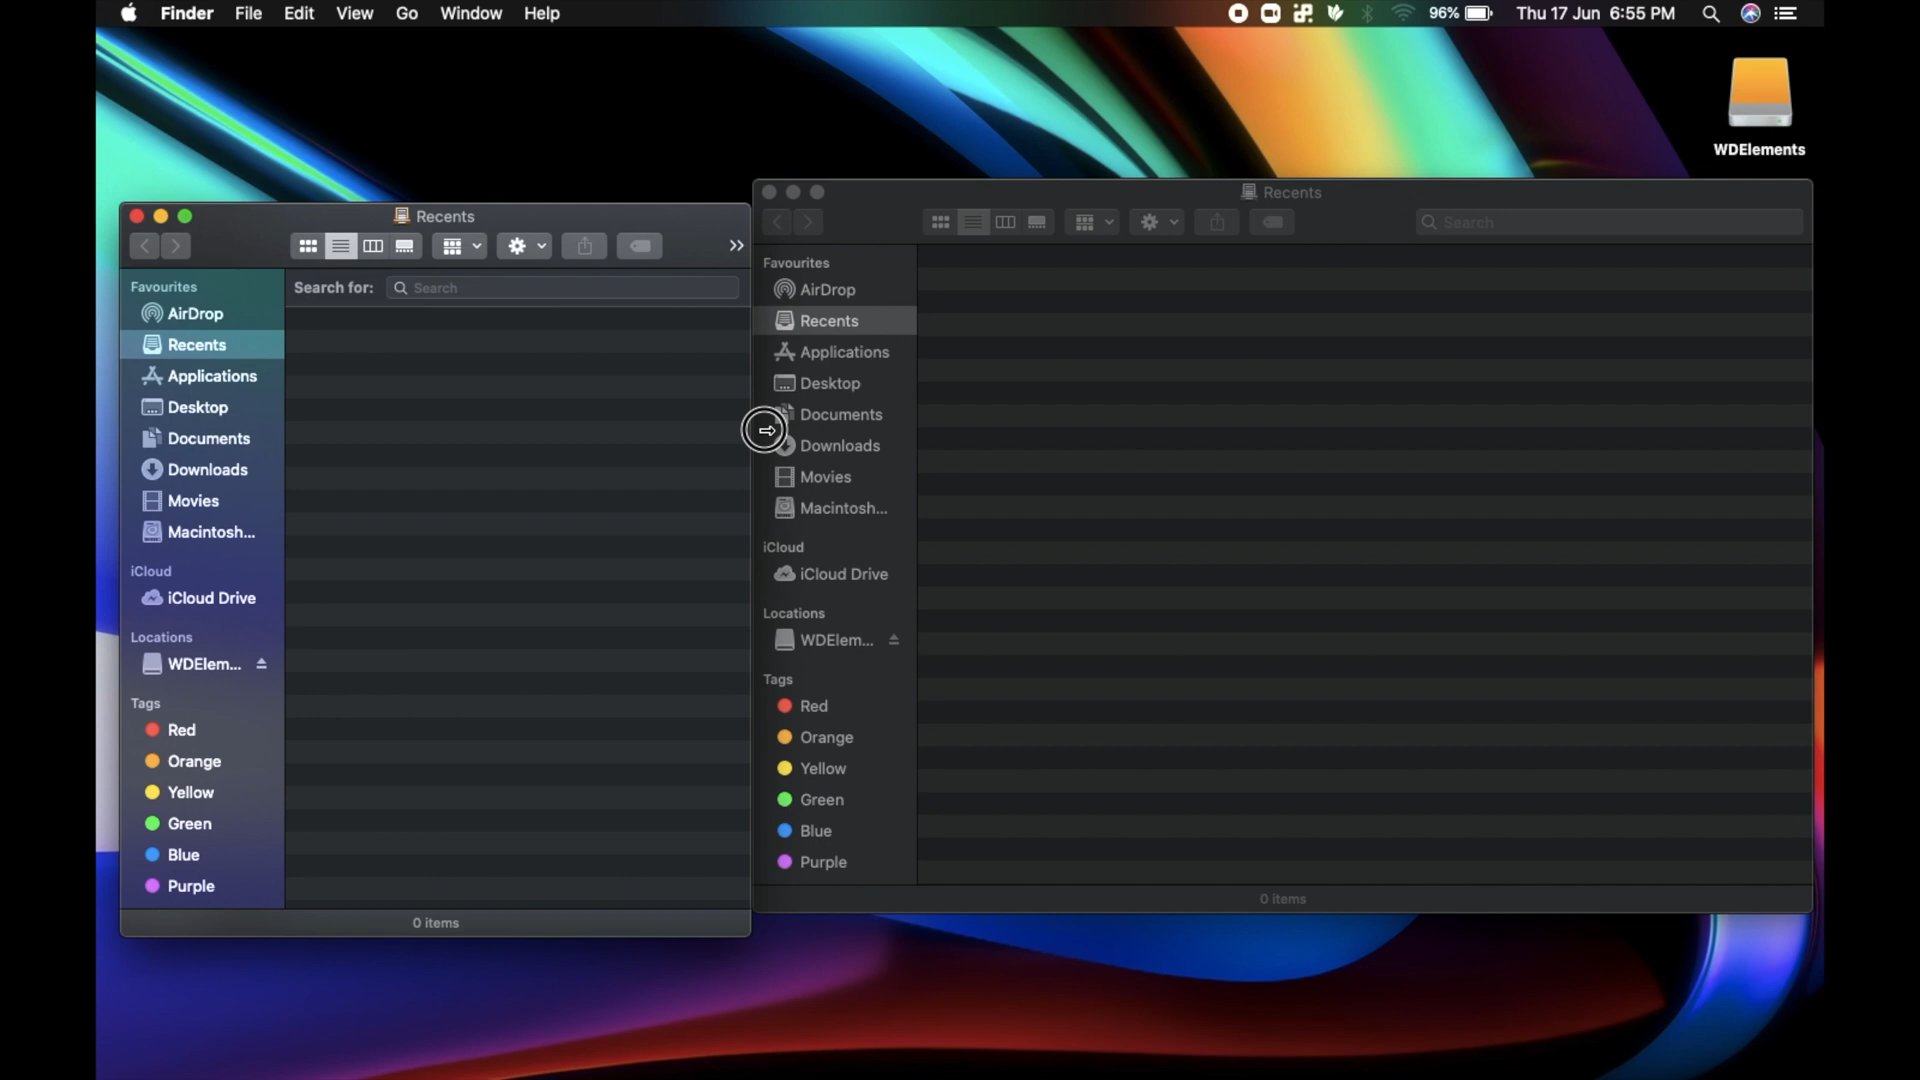 Finder File Edit View Go Window Help 96% Thu 17 Jun 6:55 PM
WDElements
Recents
Search for: Search
Favourites
AirDrop
Recents
Applications
Desktop
Documents
Downloads
Movies
Macintosh...
iCloud
iCloud Drive
Locations
WDElem...
Tags
Red
Orange
Yellow
Green
Blue
Purple
0 items
Recents
Search
Favourites
AirDrop
Recents
Applications
Desktop
Documents
Downloads
Movies
Macintosh...
iCloud
iCloud Drive
Locations
WDElem...
Tags
Red
Orange
Yellow
Green
Blue
Purple
0 items